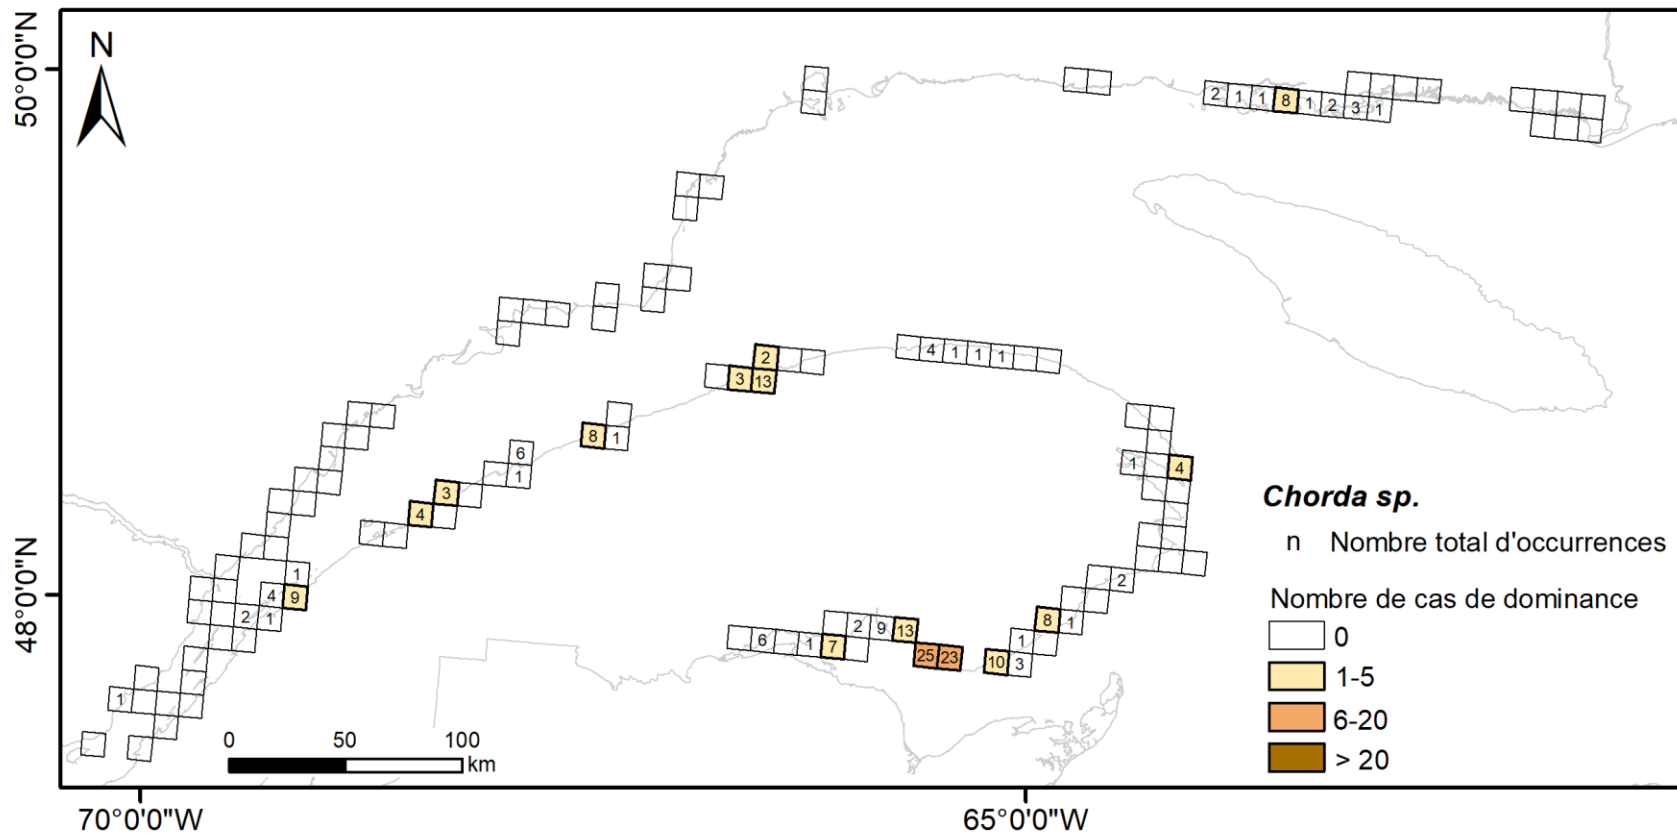 N
50°0'0"N
2 1 1 8 1 2 3 1
2
4 1 1 1
3 13
8 1
6
1
1 4
3
4
1
2
4 9
2 1
8 1
2 9 13
6 1 7
1
25 23
10 3
1
48°0'0"N
Chorda sp.
n Nombre total d'occurrences
Nombre de cas de dominance
0
1-5
6-20
> 20
0 50 100
km
70°0'0"W 65°0'0"W